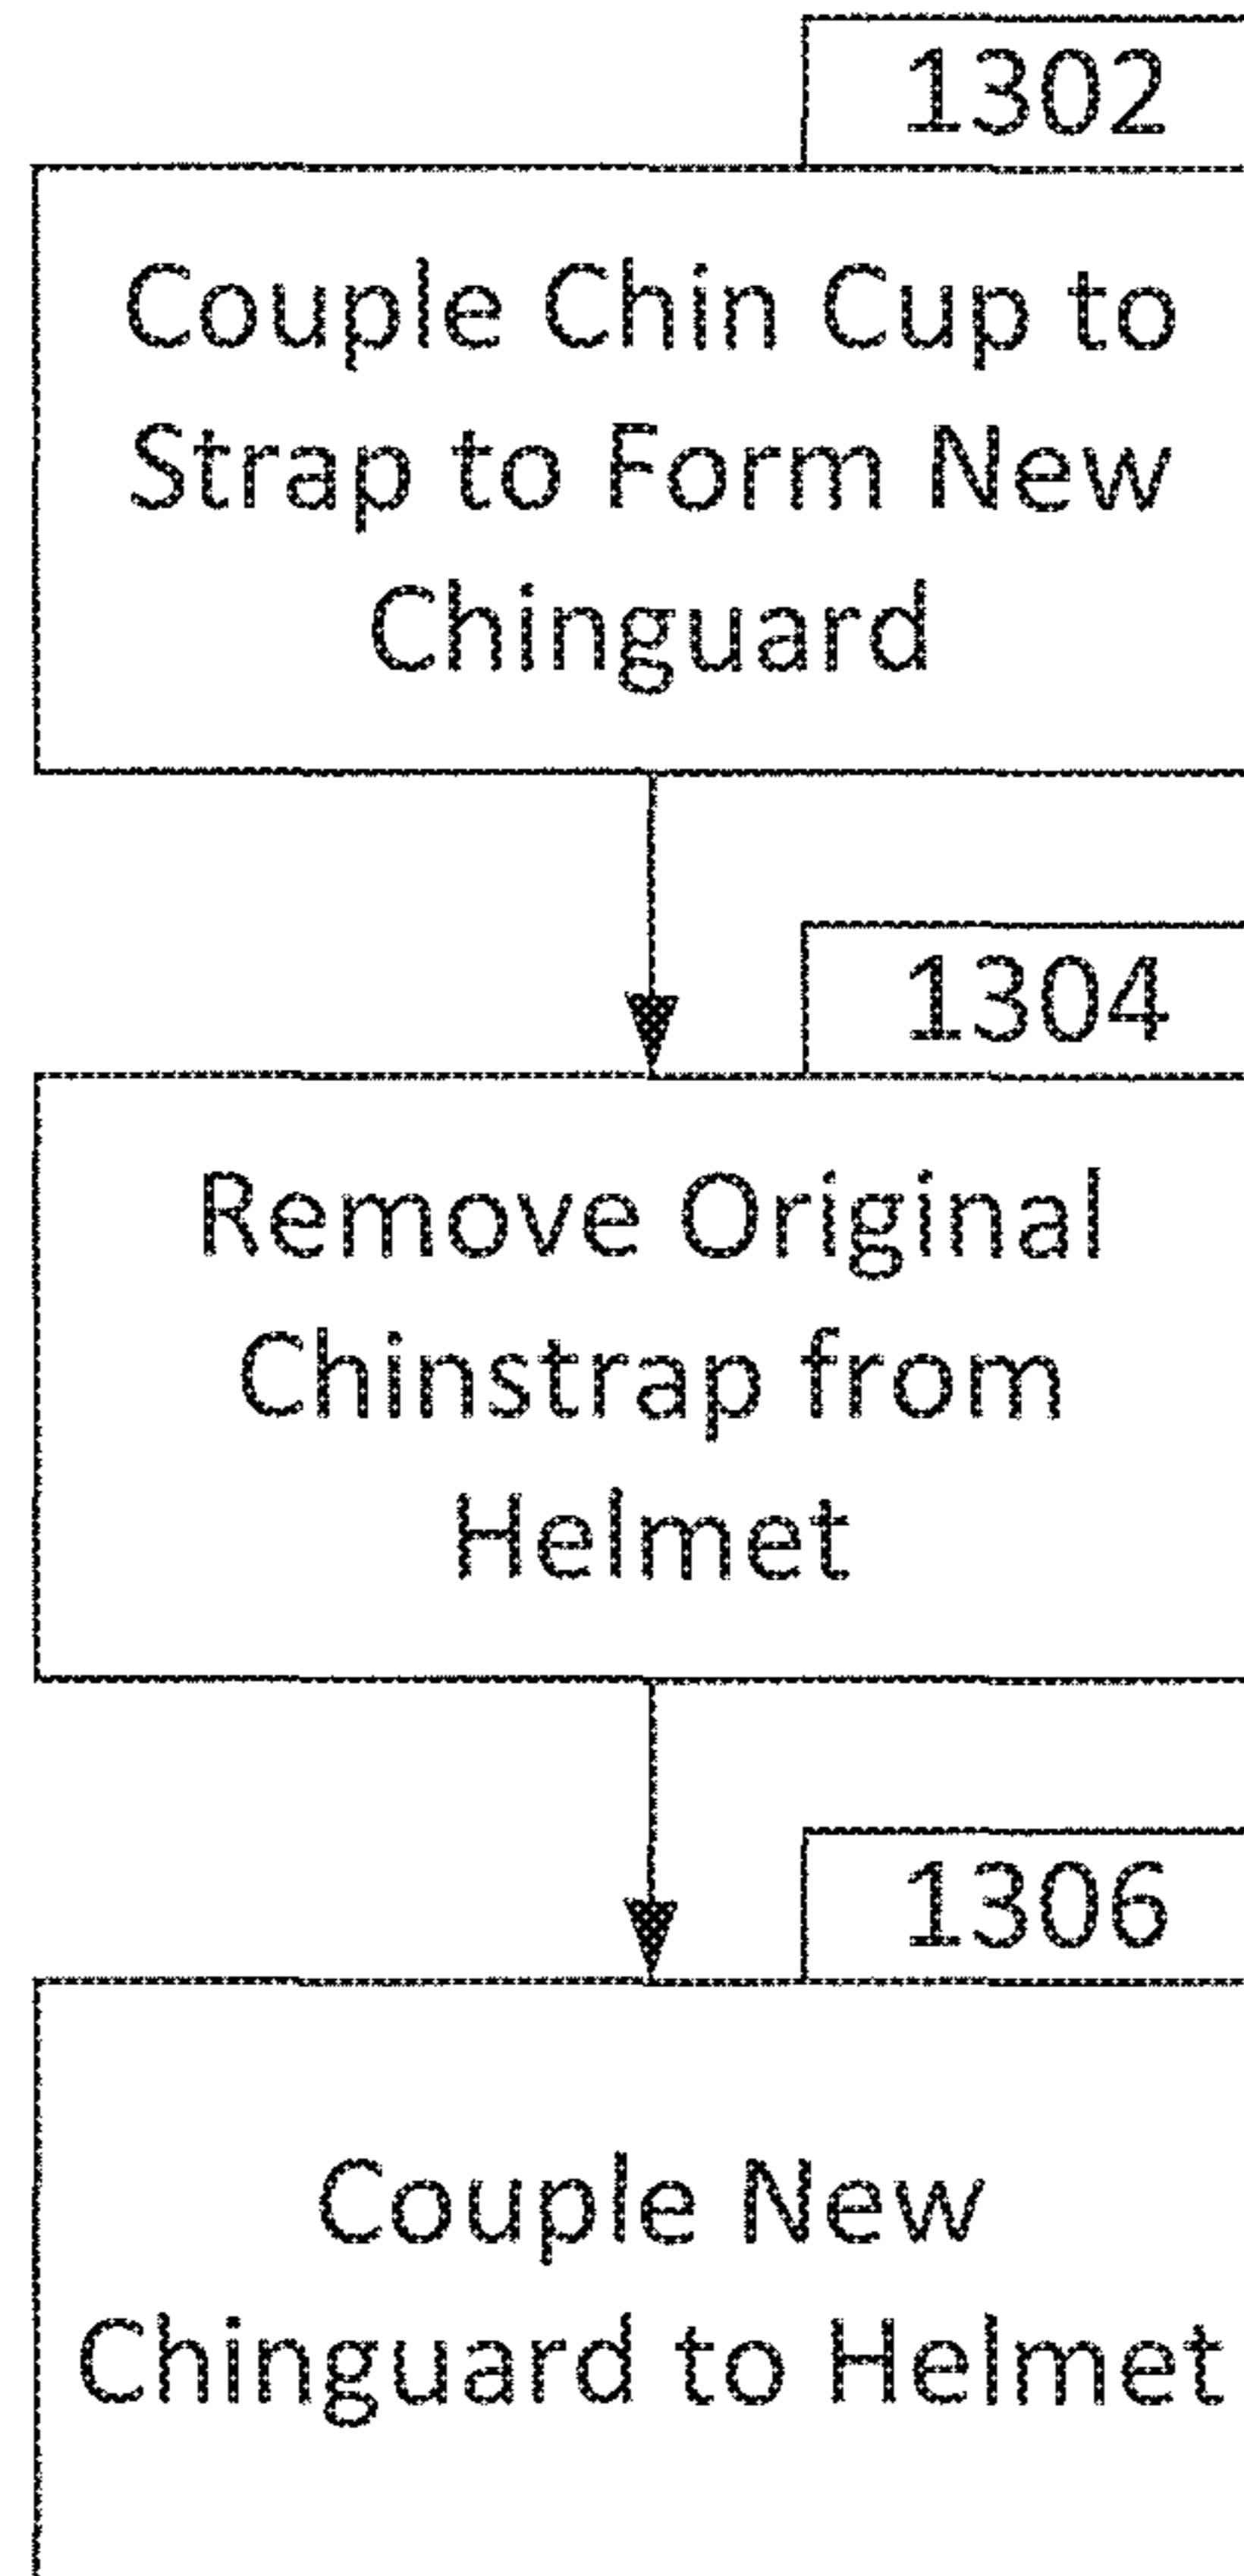 1302
Couple Chin Cup to
Strap to Form New
Chinguard
1304
Remove Original
Chinstrap from
Helmet
1306
Couple New
Chinguard to Helmet